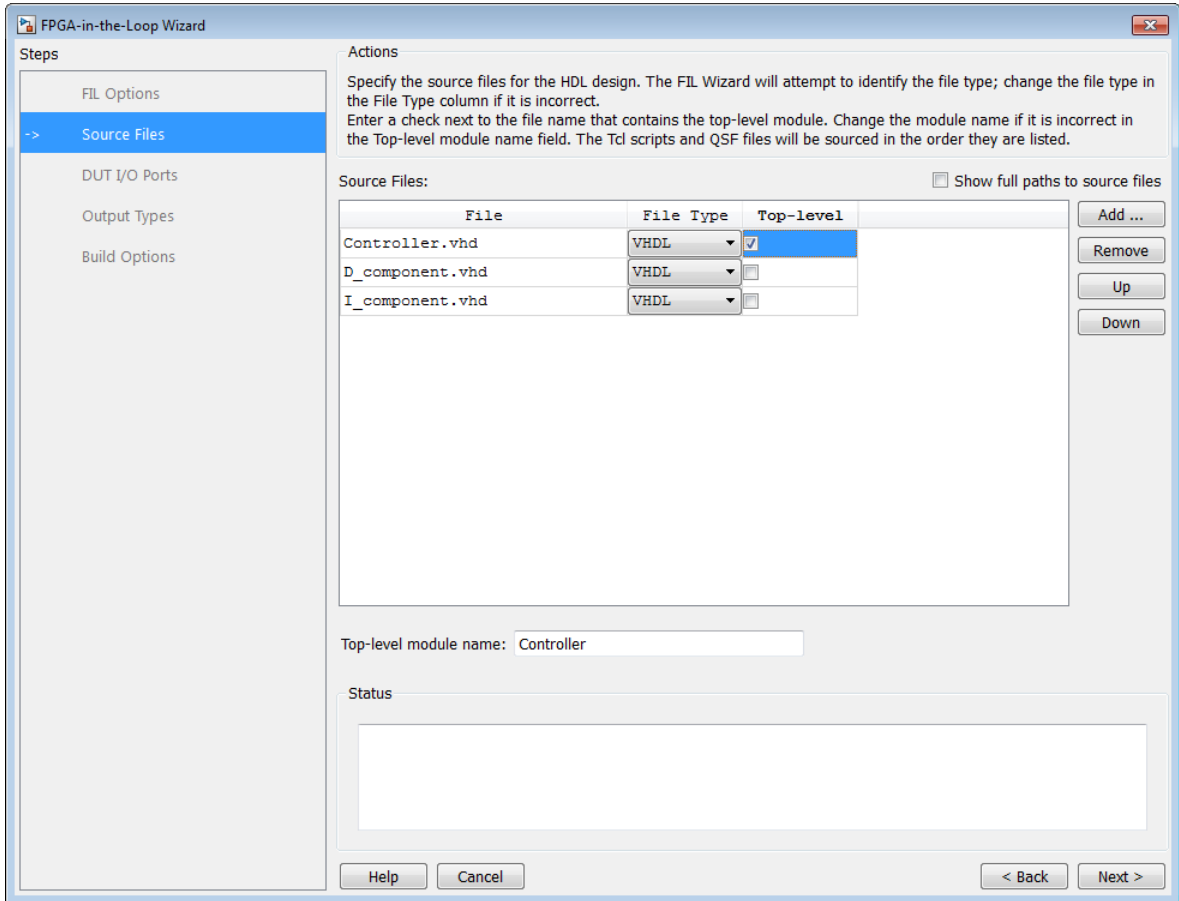 FPGA-in-the-Loop Wizard
Steps
FIL Options
-> Source Files
DUT I/O Ports
Output Types
Build Options
Actions
Specify the source files for the HDL design. The FIL Wizard will attempt to identify the file type; change the file type in
the File Type column if it is incorrect.
Enter a check next to the file name that contains the top-level module. Change the module name if it is incorrect in
the Top-level module name field. The Tcl scripts and QSF files will be sourced in the order they are listed.
Source Files: Show full paths to source files
File File Type Top-level
Controller.vhd VHDL
D_component.vhd VHDL
I_component.vhd VHDL
Add ...
Remove
Up
Down
Top-level module name: Controller
Status
Help Cancel < Back Next >